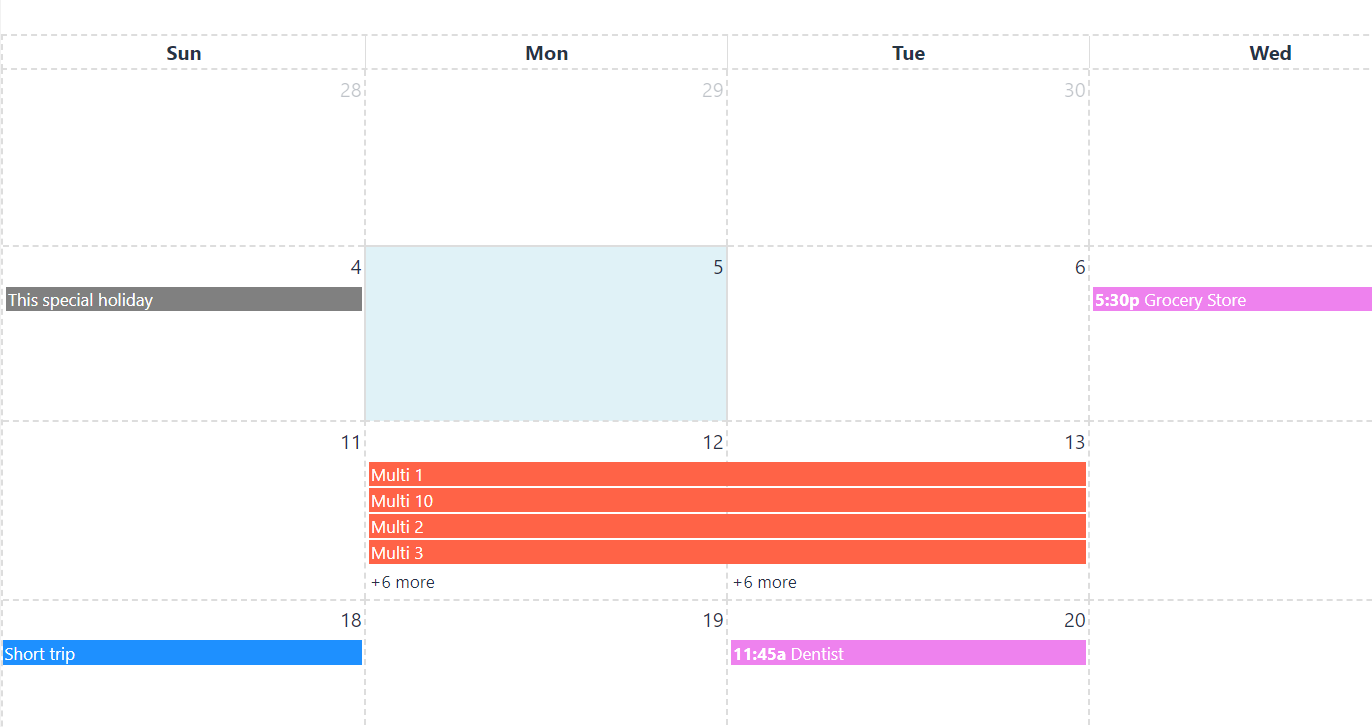 Sun Mon Tue Wed
28 29 30
4 5 6
This special holiday 5:30p Grocery Store
11 12 13
Multi 1
Multi 10
Multi 2
Multi 3
+6 more +6 more
18 19 20
Short trip 11:45a Dentist